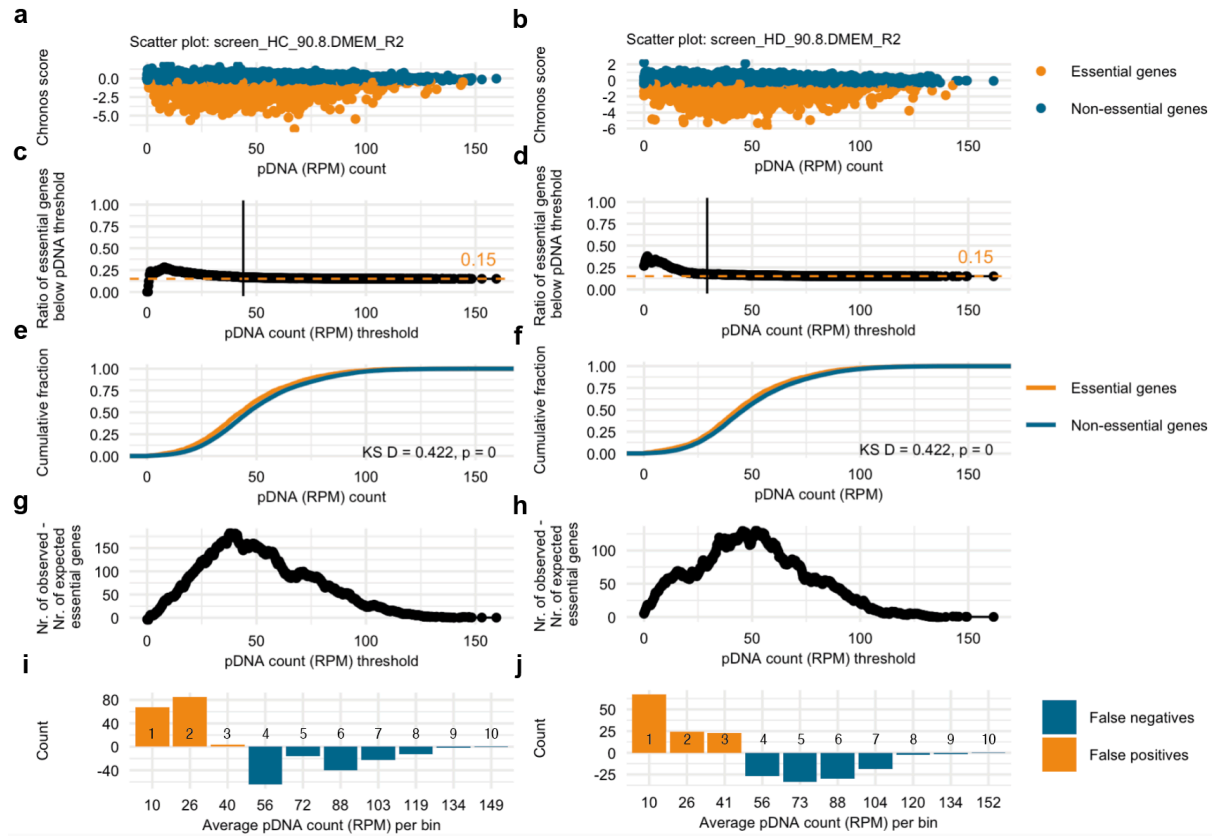 a
Scatter plot: screen_HC_90.8.DMEM_R2
Chronos score
0.0
-2.5
-5.0
0 50 100 150
pDNA (RPM) count
b
Scatter plot: screen_HD_90.8.DMEM_R2
Chronos score
2
0
-2
-4
-6
0 50 100 150
pDNA (RPM) count
Essential genes
Non-essential genes
c
Ratio of essential genes
below pDNA threshold
1.00
0.75
0.50
0.25
0.00
0.15
0 50 100 150
pDNA count (RPM) threshold
d
Ratio of essential genes
below pDNA threshold
1.00
0.75
0.50
0.25
0.00
0.15
0 50 100 150
pDNA count (RPM) threshold
e
Cumulative fraction
1.00
0.75
0.50
0.25
0.00
KS D = 0.422, p = 0
0 50 100 150
pDNA (RPM) count
f
Cumulative fraction
1.00
0.75
0.50
0.25
0.00
KS D = 0.422, p = 0
0 50 100 150
pDNA count (RPM)
Essential genes
Non-essential genes
g
Nr. of observed -
Nr. of expected
essential genes
150
100
50
0
0 50 100 150
pDNA count (RPM) threshold
h
Nr. of observed -
Nr. of expected
essential genes
100
50
0
0 50 100 150
pDNA count (RPM) threshold
i
Count
80
40
0
-40
1 2 3 4 5 6 7 8 9 10
10 26 40 56 72 88 103 119 134 149
Average pDNA count (RPM) per bin
j
Count
50
25
0
-25
1 2 3 4 5 6 7 8 9 10
10 26 41 56 73 88 104 120 134 152
Average pDNA count (RPM) per bin
False negatives
False positives